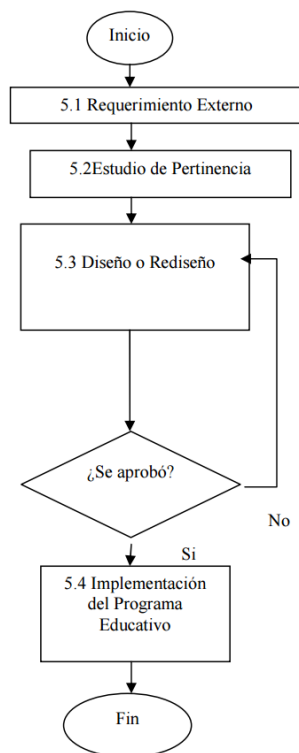 Inicio
5.1 Requerimiento Externo
5.2Estudio de Pertinencia
5.3 Diseño o Rediseño
¿Se aprobó?
No
Si
5.4 Implementación
del Programa
Educativo
Fin